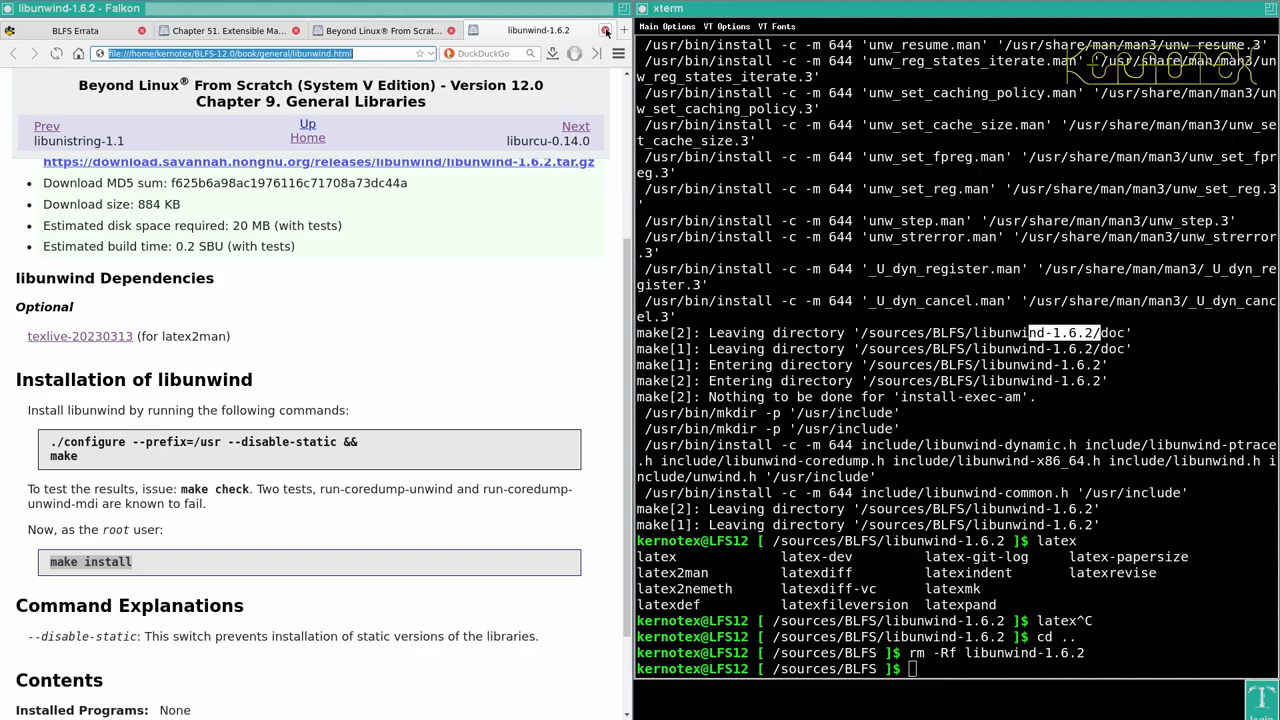 libunwind-1.6.2 - Falkon
BLFS Errata
Chapter 51. Extensible Ma...
Beyond Linux® From Scrat...
libunwind-1.6.2
file:///home/kernotex/BLFS-12.0/book/general/libunwind.html
DuckDuckGo
Beyond Linux® From Scratch (System V Edition) - Version 12.0
Chapter 9. General Libraries
Prev
Up
Next
libunistring-1.1
Home
liburcu-0.14.0
https://download.savannah.nongnu.org/releases/libunwind/libunwind-1.6.2.tar.gz
• Download MD5 sum: f625b6a98ac1976116c71708a73dc44a
• Download size: 884 KB
• Estimated disk space required: 20 MB (with tests)
• Estimated build time: 0.2 SBU (with tests)
libunwind Dependencies
Optional
texlive-20230313 (for latex2man)
Installation of libunwind
Install libunwind by running the following commands:
./configure --prefix=/usr --disable-static &&
make
To test the results, issue: make check. Two tests, run-coredump-unwind and run-coredump-
unwind-mdi are known to fail.
Now, as the root user:
make install
Command Explanations
--disable-static: This switch prevents installation of static versions of the libraries.
Contents
Installed Programs: None
xterm
Main Options VT Options VT Fonts
/usr/bin/install -c -m 644 'unw_resume.man' '/usr/share/man/man3/unw_resume.3'
/usr/bin/install -c -m 644 'unw_reg_states_iterate.man' '/usr/share/man/man3/un
w_reg_states_iterate.3'
/usr/bin/install -c -m 644 'unw_set_caching_policy.man' '/usr/share/man/man3/un
w_set_caching_policy.3'
/usr/bin/install -c -m 644 'unw_set_cache_size.man' '/usr/share/man/man3/unw_se
t_cache_size.3'
/usr/bin/install -c -m 644 'unw_set_fpreg.man' '/usr/share/man/man3/unw_set_fpr
eg.3'
/usr/bin/install -c -m 644 'unw_set_reg.man' '/usr/share/man/man3/unw_set_reg.3
'
/usr/bin/install -c -m 644 'unw_step.man' '/usr/share/man/man3/unw_step.3'
/usr/bin/install -c -m 644 'unw_strerror.man' '/usr/share/man/man3/unw_strerror
.3'
/usr/bin/install -c -m 644 '_U_dyn_register.man' '/usr/share/man/man3/_U_dyn_re
gister.3'
/usr/bin/install -c -m 644 '_U_dyn_cancel.man' '/usr/share/man/man3/_U_dyn_canc
el.3'
make[2]: Leaving directory '/sources/BLFS/libunwind-1.6.2/doc'
make[1]: Leaving directory '/sources/BLFS/libunwind-1.6.2/doc'
make[1]: Entering directory '/sources/BLFS/libunwind-1.6.2'
make[2]: Entering directory '/sources/BLFS/libunwind-1.6.2'
make[2]: Nothing to be done for 'install-exec-am'.
/usr/bin/mkdir -p '/usr/include'
/usr/bin/mkdir -p '/usr/include'
/usr/bin/install -c -m 644 include/libunwind-dynamic.h include/libunwind-ptrace
.h include/libunwind-coredump.h include/libunwind-x86_64.h include/libunwind.h i
nclude/unwind.h '/usr/include'
/usr/bin/install -c -m 644 include/libunwind-common.h '/usr/include'
make[2]: Leaving directory '/sources/BLFS/libunwind-1.6.2'
make[1]: Leaving directory '/sources/BLFS/libunwind-1.6.2'
kernotex@LFS12 [ /sources/BLFS/libunwind-1.6.2 ]$ latex
latex latex-dev latex-git-log latex-papersize
latex2man latexdiff latexindent latexrevise
latex2nemeth latexdiff-vc latexmk
latexdef latexfileversion latexpand
kernotex@LFS12 [ /sources/BLFS/libunwind-1.6.2 ]$ latex^C
kernotex@LFS12 [ /sources/BLFS/libunwind-1.6.2 ]$ cd ..
kernotex@LFS12 [ /sources/BLFS ]$ rm -Rf libunwind-1.6.2
kernotex@LFS12 [ /sources/BLFS ]$
kernotex
login